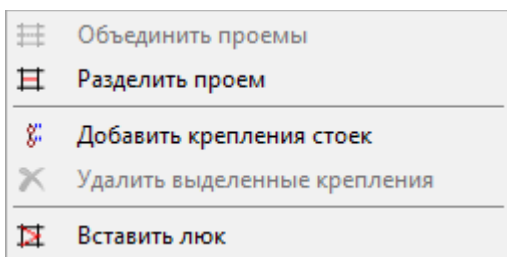 Объединить проемы
Разделить проем
Добавить крепления стоек
Удалить выделенные крепления
Вставить люк